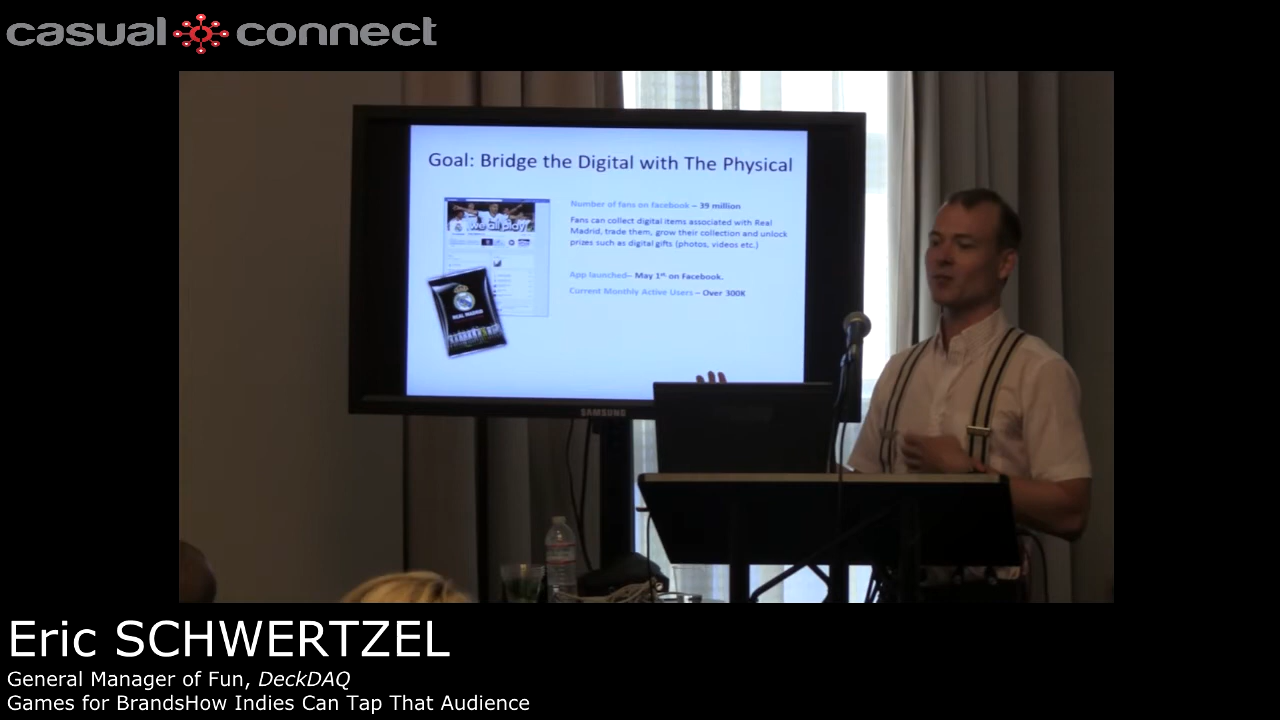 casual connect
Goal: Bridge the Digital with The Physical
Number of fans on facebook – 39 million
Fans can collect digital items associated with Real
Madrid, trade them, grow their collection and unlock
prizes such as digital gifts (photos, videos etc.)
we all play
App launched– May 1st on Facebook.
Current Monthly Active Users – Over 300K
REAL MADRID
SAMSUNG
Eric SCHWERTZEL
General Manager of Fun, DeckDAQ
Games for BrandsHow Indies Can Tap That Audience